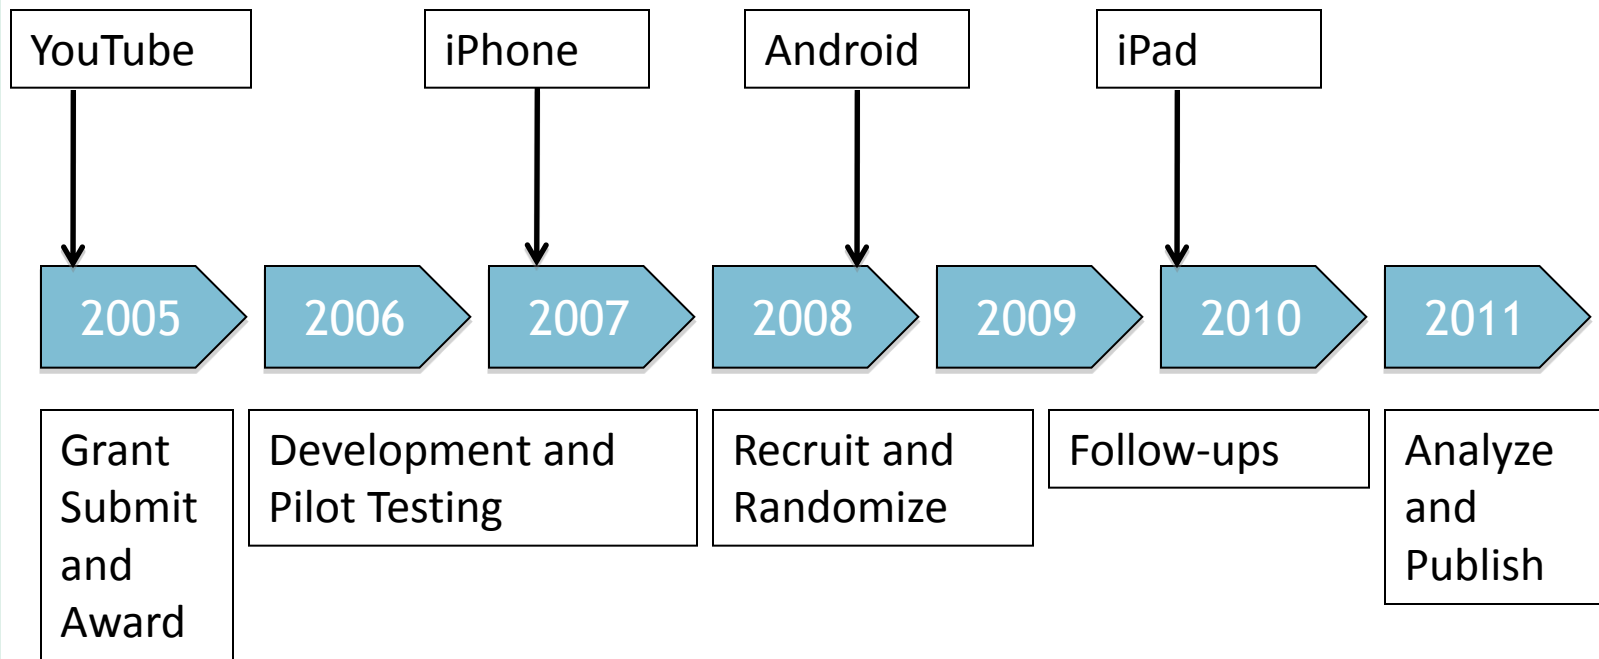 YouTube
iPhone
Android
iPad
2005
2006
2007
2008
2009
2010
2011
Grant
Submit
and
Award
Development and
Pilot Testing
Recruit and
Randomize
Follow-ups
Analyze
and
Publish